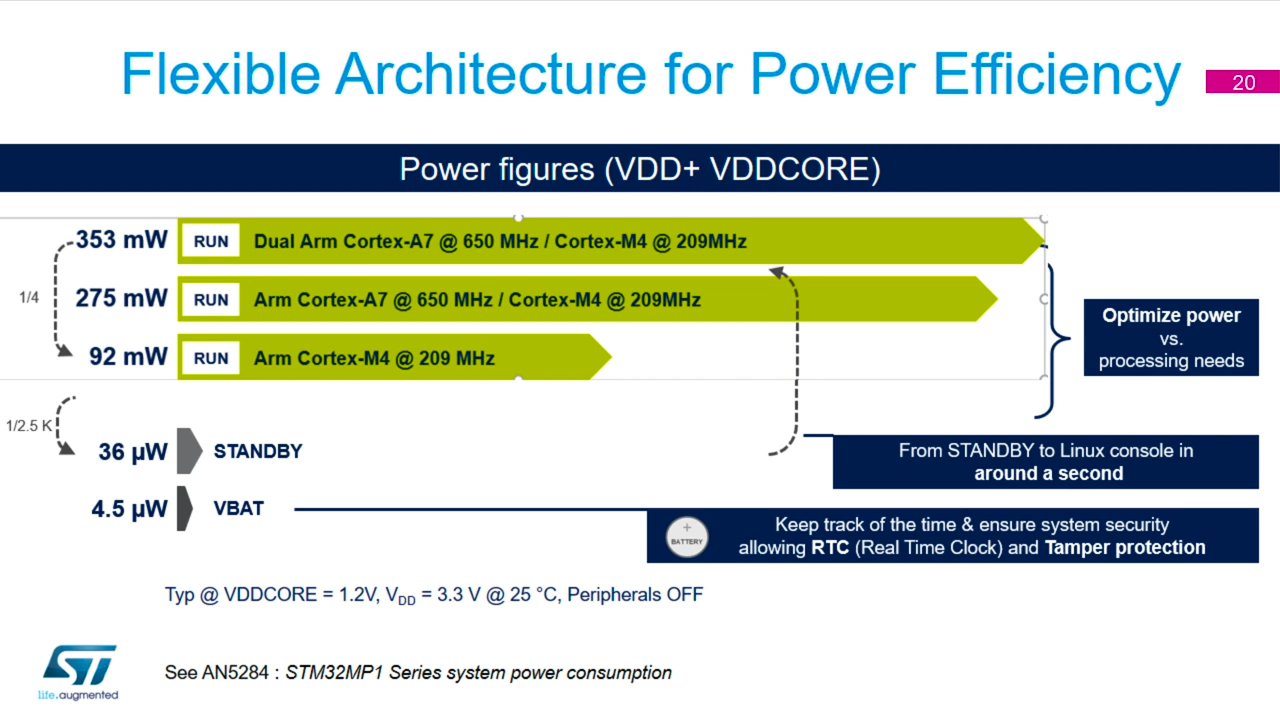 Flexible Architecture for Power Efficiency
20
Power figures (VDD+ VDDCORE)
353 mW RUN Dual Arm Cortex-A7 @ 650 MHz / Cortex-M4 @ 209MHz
1/4
275 mW RUN Arm Cortex-A7 @ 650 MHz / Cortex-M4 @ 209MHz
92 mW RUN Arm Cortex-M4 @ 209 MHz
Optimize power
vs.
processing needs
1/2.5 K
36 µW STANDBY
From STANDBY to Linux console in
around a second
4.5 µW VBAT
+
BATTERY
Keep track of the time & ensure system security
allowing RTC (Real Time Clock) and Tamper protection
Typ @ VDDCORE = 1.2V, VDD = 3.3 V @ 25 °C, Peripherals OFF
ST
life.augmented
See AN5284 : STM32MP1 Series system power consumption